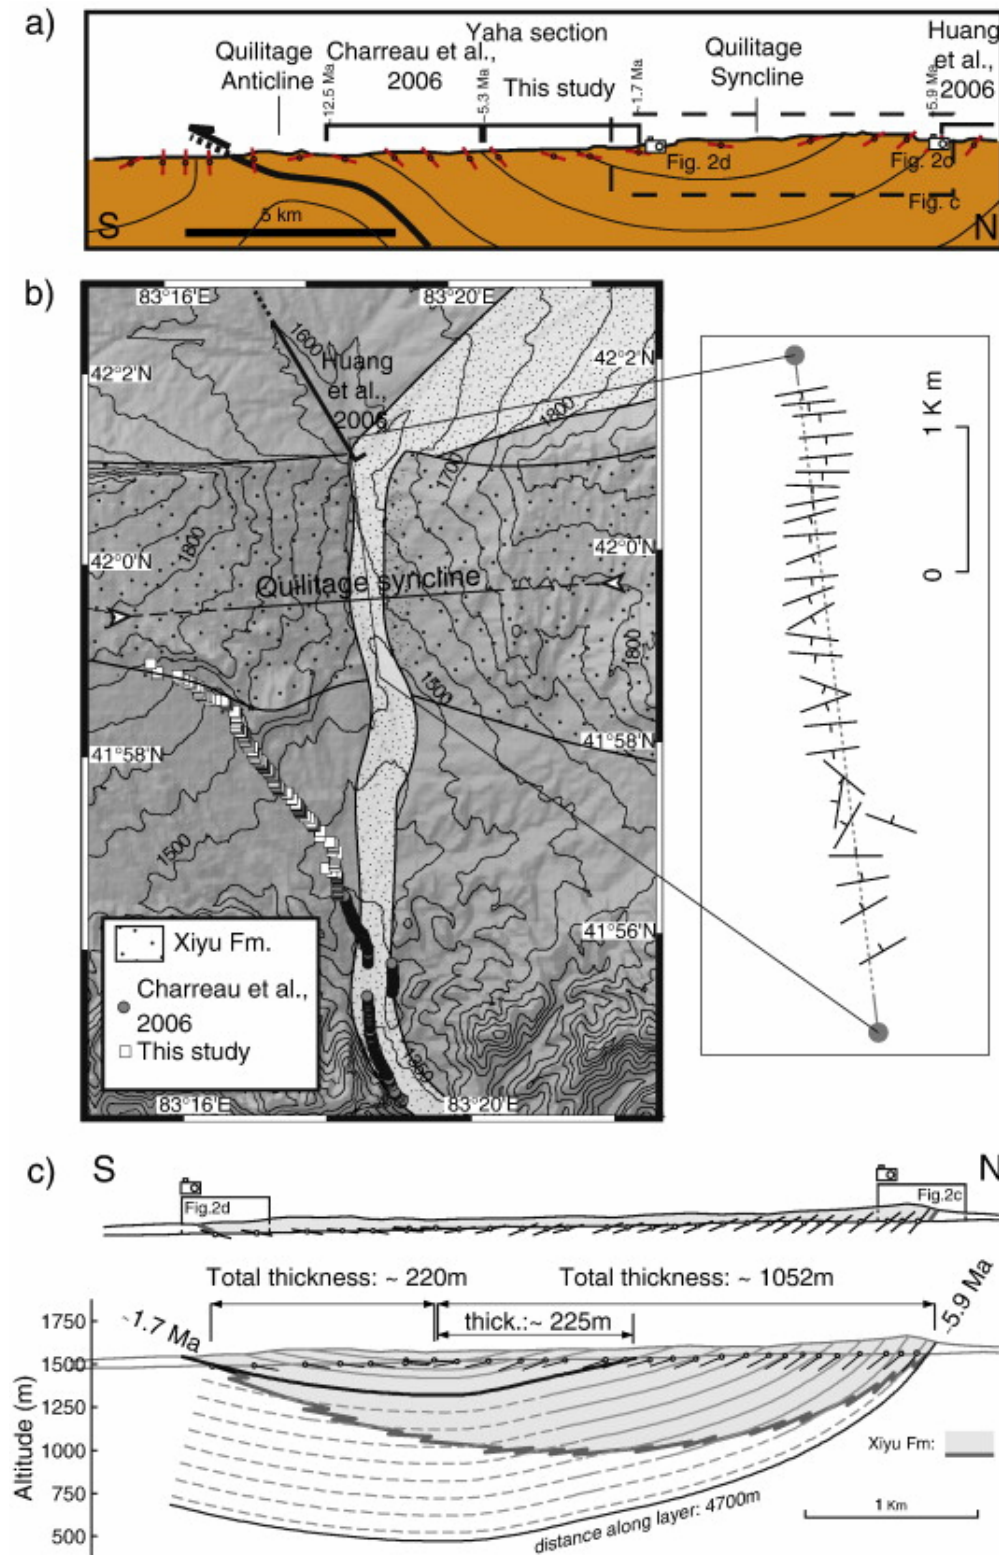 a)
Quilitage
Anticline
~12.5 Ma
Yaha section
Charreau et al.,
2006
~5.3 Ma
This study
~1.7 Ma
Quilitage
Syncline
~5.9 Ma
Huang
et al.,
2006
Fig. 2d
Fig. 2c
Fig. c
S
5 km
N
b)
83°16'E
83°20'E
1600
Huang
et al.,
2006
42°2'N
42°2'N
1800
1700
1800
42°0'N
42°0'N
Quilitage syncline
1800
1500
41°58'N
41°58'N
1500
41°56'N
Xiyu Fm.
Charreau et al.,
2006
This study
1300
83°16'E
83°20'E
1 Km
0
c)
S
N
Fig.2d
Fig.2c
Total thickness: ~ 220m
Total thickness: ~ 1052m
thick.:~ 225m
~1.7 Ma
~5.9 Ma
Altitude (m)
1750
1500
1250
1000
750
500
Xiyu Fm:
distance along layer: 4700m
1 Km